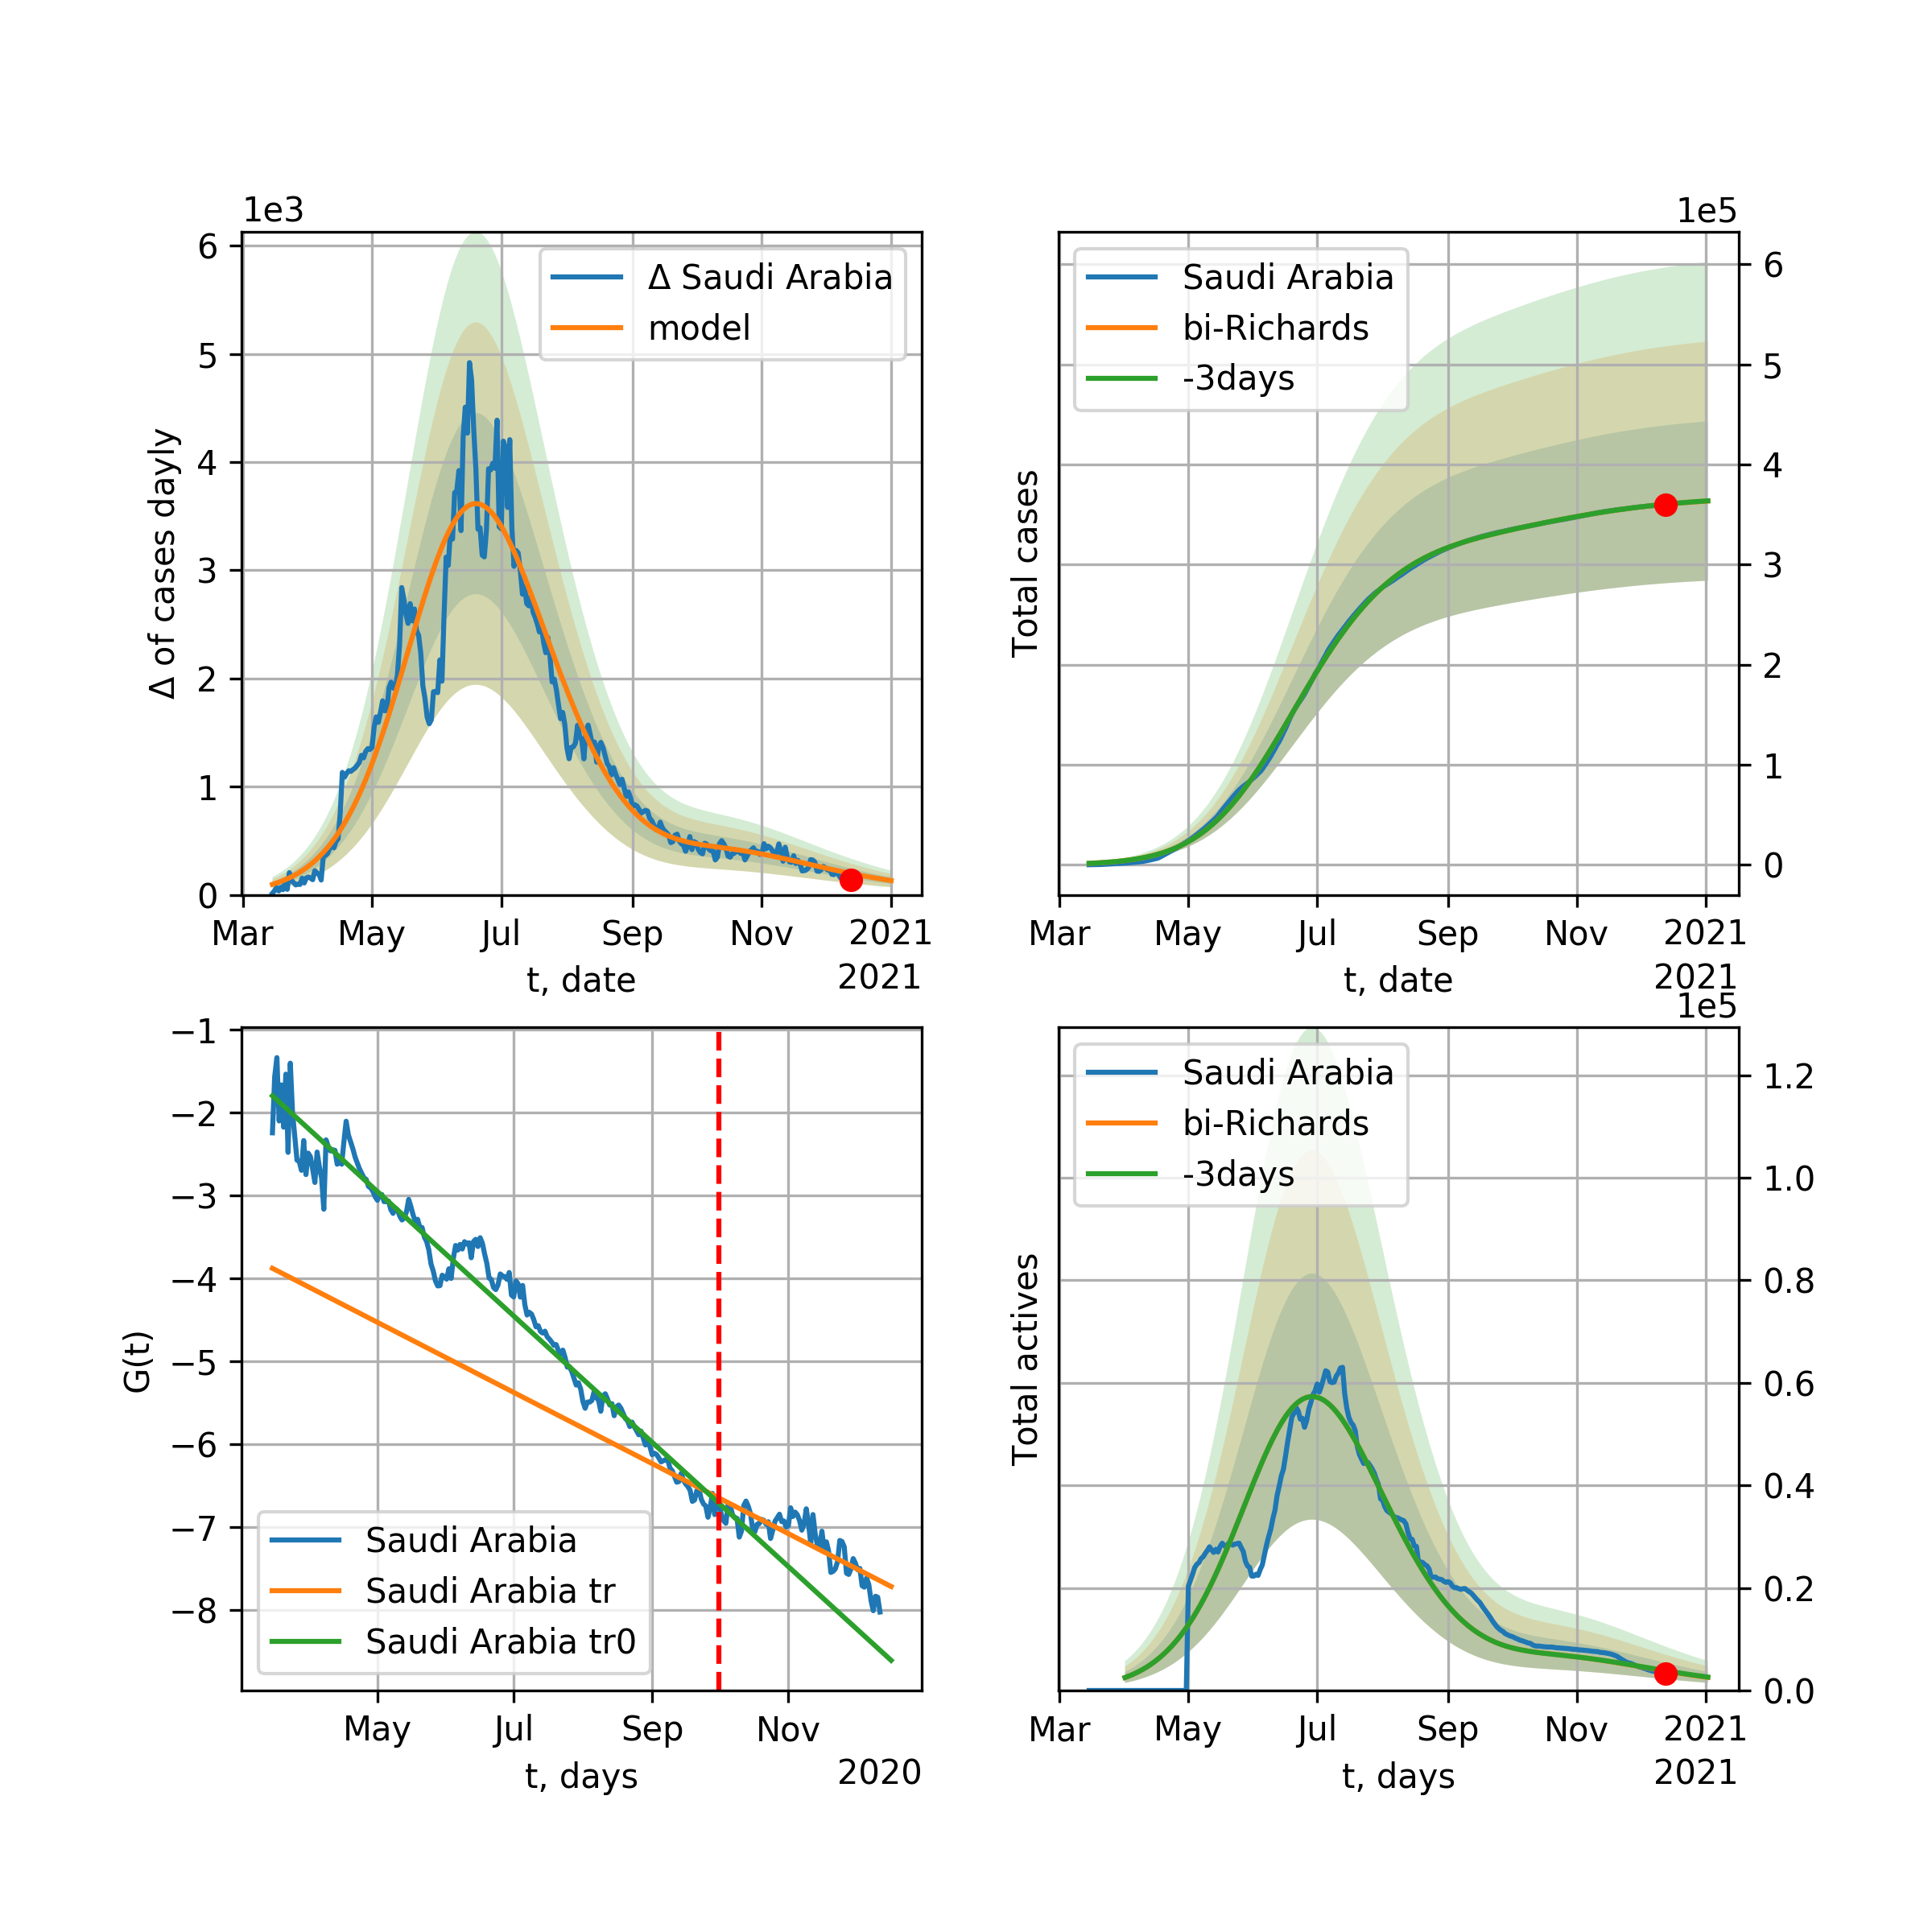 1e3
6
5
4
3
2
1
0
Δ of cases dayly
Δ Saudi Arabia
model
Mar May Jul Sep Nov 2021
t, date 2021
1e5
Total cases
Saudi Arabia
bi-Richards
-3days
6
5
4
3
2
1
0
Mar May Jul Sep Nov 2021
t, date 2021
−1
−2
−3
−4
−5
−6
−7
−8
G(t)
Saudi Arabia
Saudi Arabia tr
Saudi Arabia tr0
May Jul Sep Nov
t, days 2020
1e5
Total actives
Saudi Arabia
bi-Richards
-3days
1.2
1.0
0.8
0.6
0.4
0.2
0.0
Mar May Jul Sep Nov 2021
t, days 2021